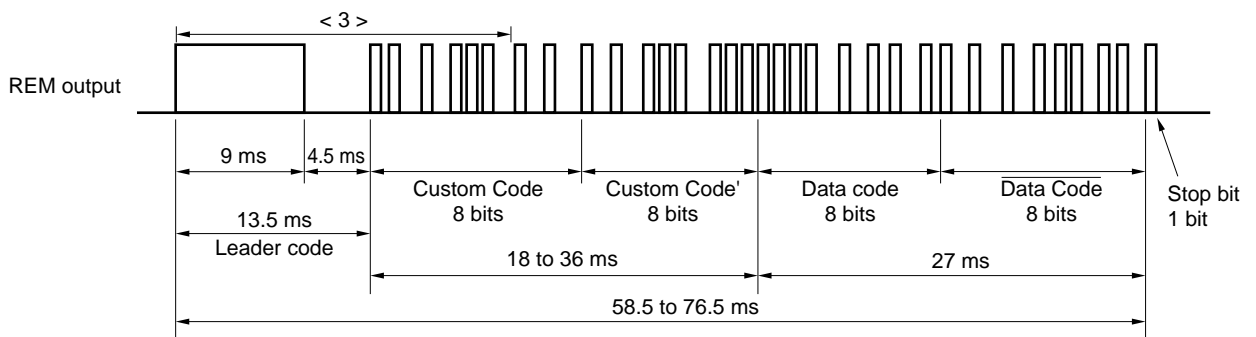 < 3 >
REM output
9 ms
4.5 ms
Custom Code
8 bits
Custom Code'
8 bits
Data code
8 bits
Data Code
8 bits
Stop bit
1 bit
13.5 ms
Leader code
18 to 36 ms
27 ms
58.5 to 76.5 ms